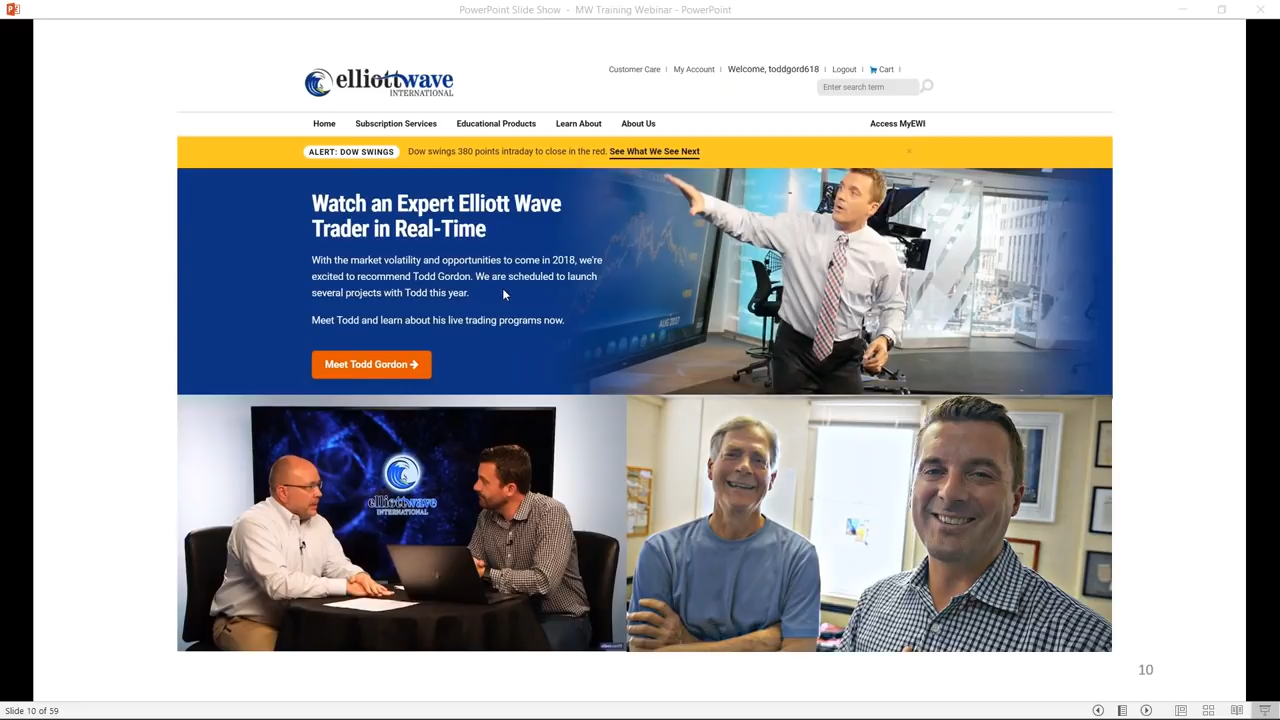 PowerPoint Slide Show - MW Training Webinar - PowerPoint
elliottwave
INTERNATIONAL
Customer Care | My Account | Welcome, toddgord618 | Logout | Cart |
Enter search term
Home Subscription Services Educational Products Learn About About Us Access MyEWI
ALERT: DOW SWINGS Dow swings 380 points intraday to close in the red. See What We See Next ×
Watch an Expert Elliott Wave
Trader in Real-Time
With the market volatility and opportunities to come in 2018, we're
excited to recommend Todd Gordon. We are scheduled to launch
several projects with Todd this year.
Meet Todd and learn about his live trading programs now.
Meet Todd Gordon
elliottwave
INTERNATIONAL
10
Slide 10 of 59